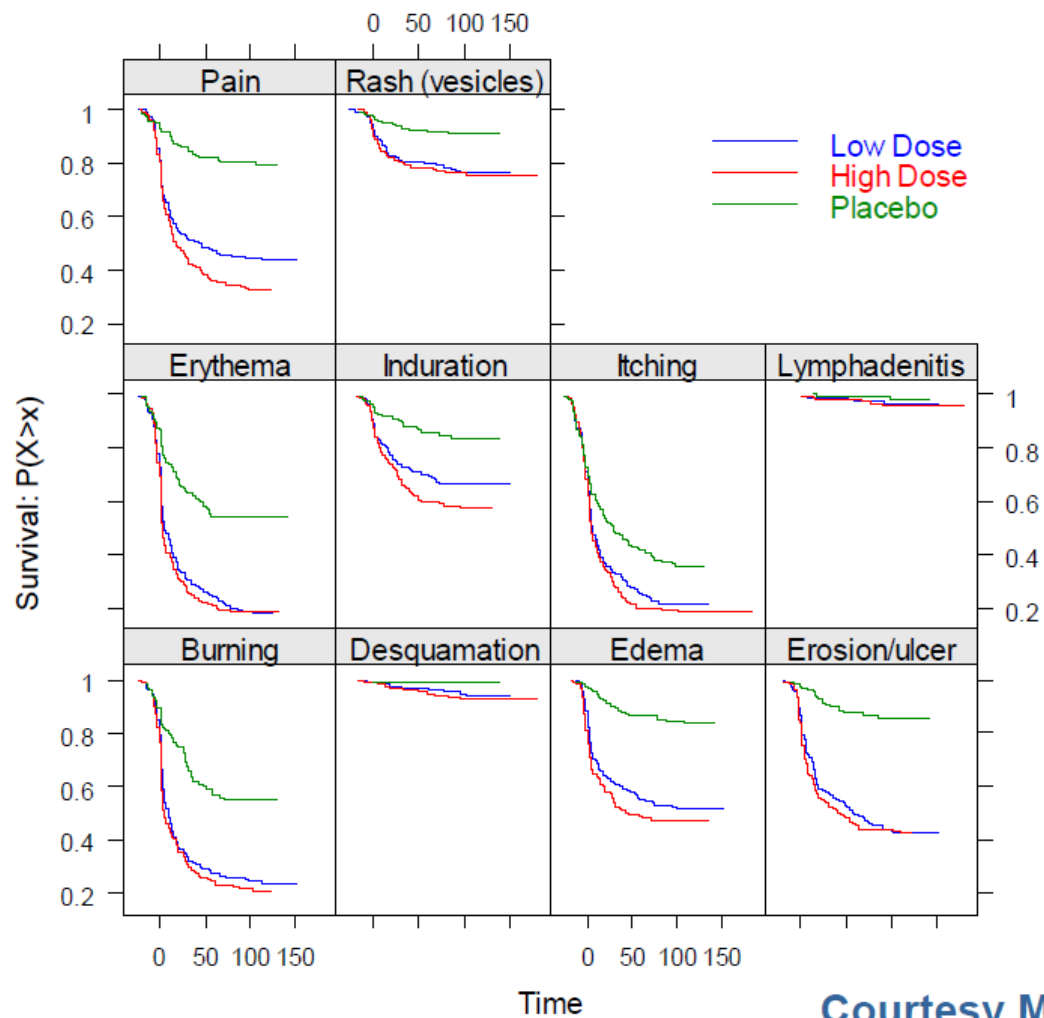 0 50 100 150
Pain Rash (vesicles)
1
0.8
0.6
0.4
0.2
Low Dose
High Dose
Placebo
Erythema Induration Itching Lymphadenitis
1
0.8
0.6
0.4
0.2
Survival: P(X>x)
Burning Desquamation Edema Erosion/ulcer
1
0.8
0.6
0.4
0.2
0 50 100 150 0 50 100 150
Time
Courtesy M